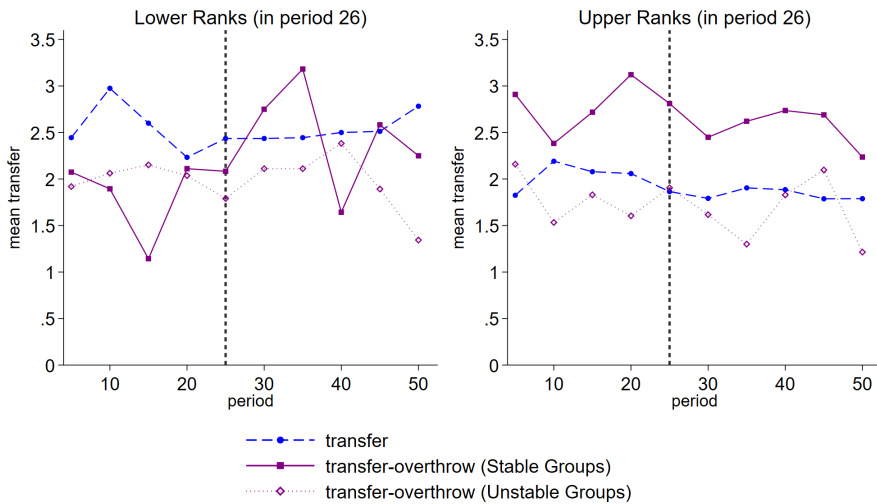 Lower Ranks (in period 26)
3.5
3
2.5
2
1.5
1
.5
0
mean transfer
10
20
30
40
50
period
Upper Ranks (in period 26)
3.5
3
2.5
2
1.5
1
.5
0
mean transfer
10
20
30
40
50
period
transfer
transfer-overthrow (Stable Groups)
transfer-overthrow (Unstable Groups)